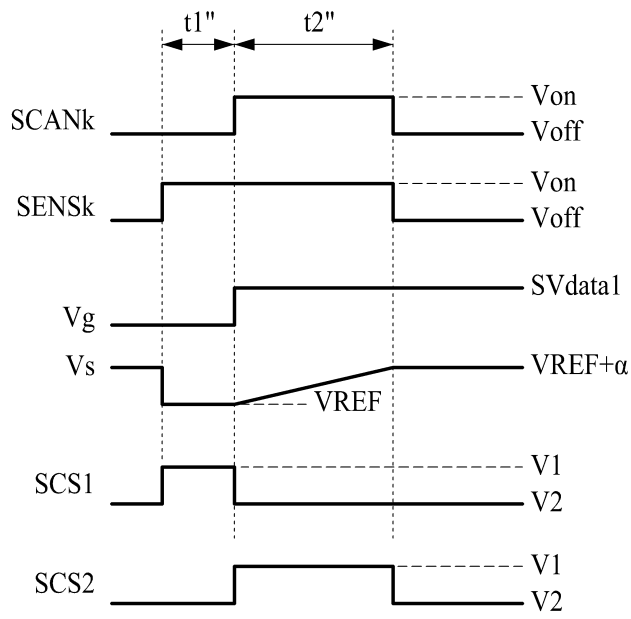 t1" t2"
SCANk Von
Voff
SENSk Von
Voff
Vg SVdata1
Vs VREF+α
VREF
SCS1 V1
V2
SCS2 V1
V2